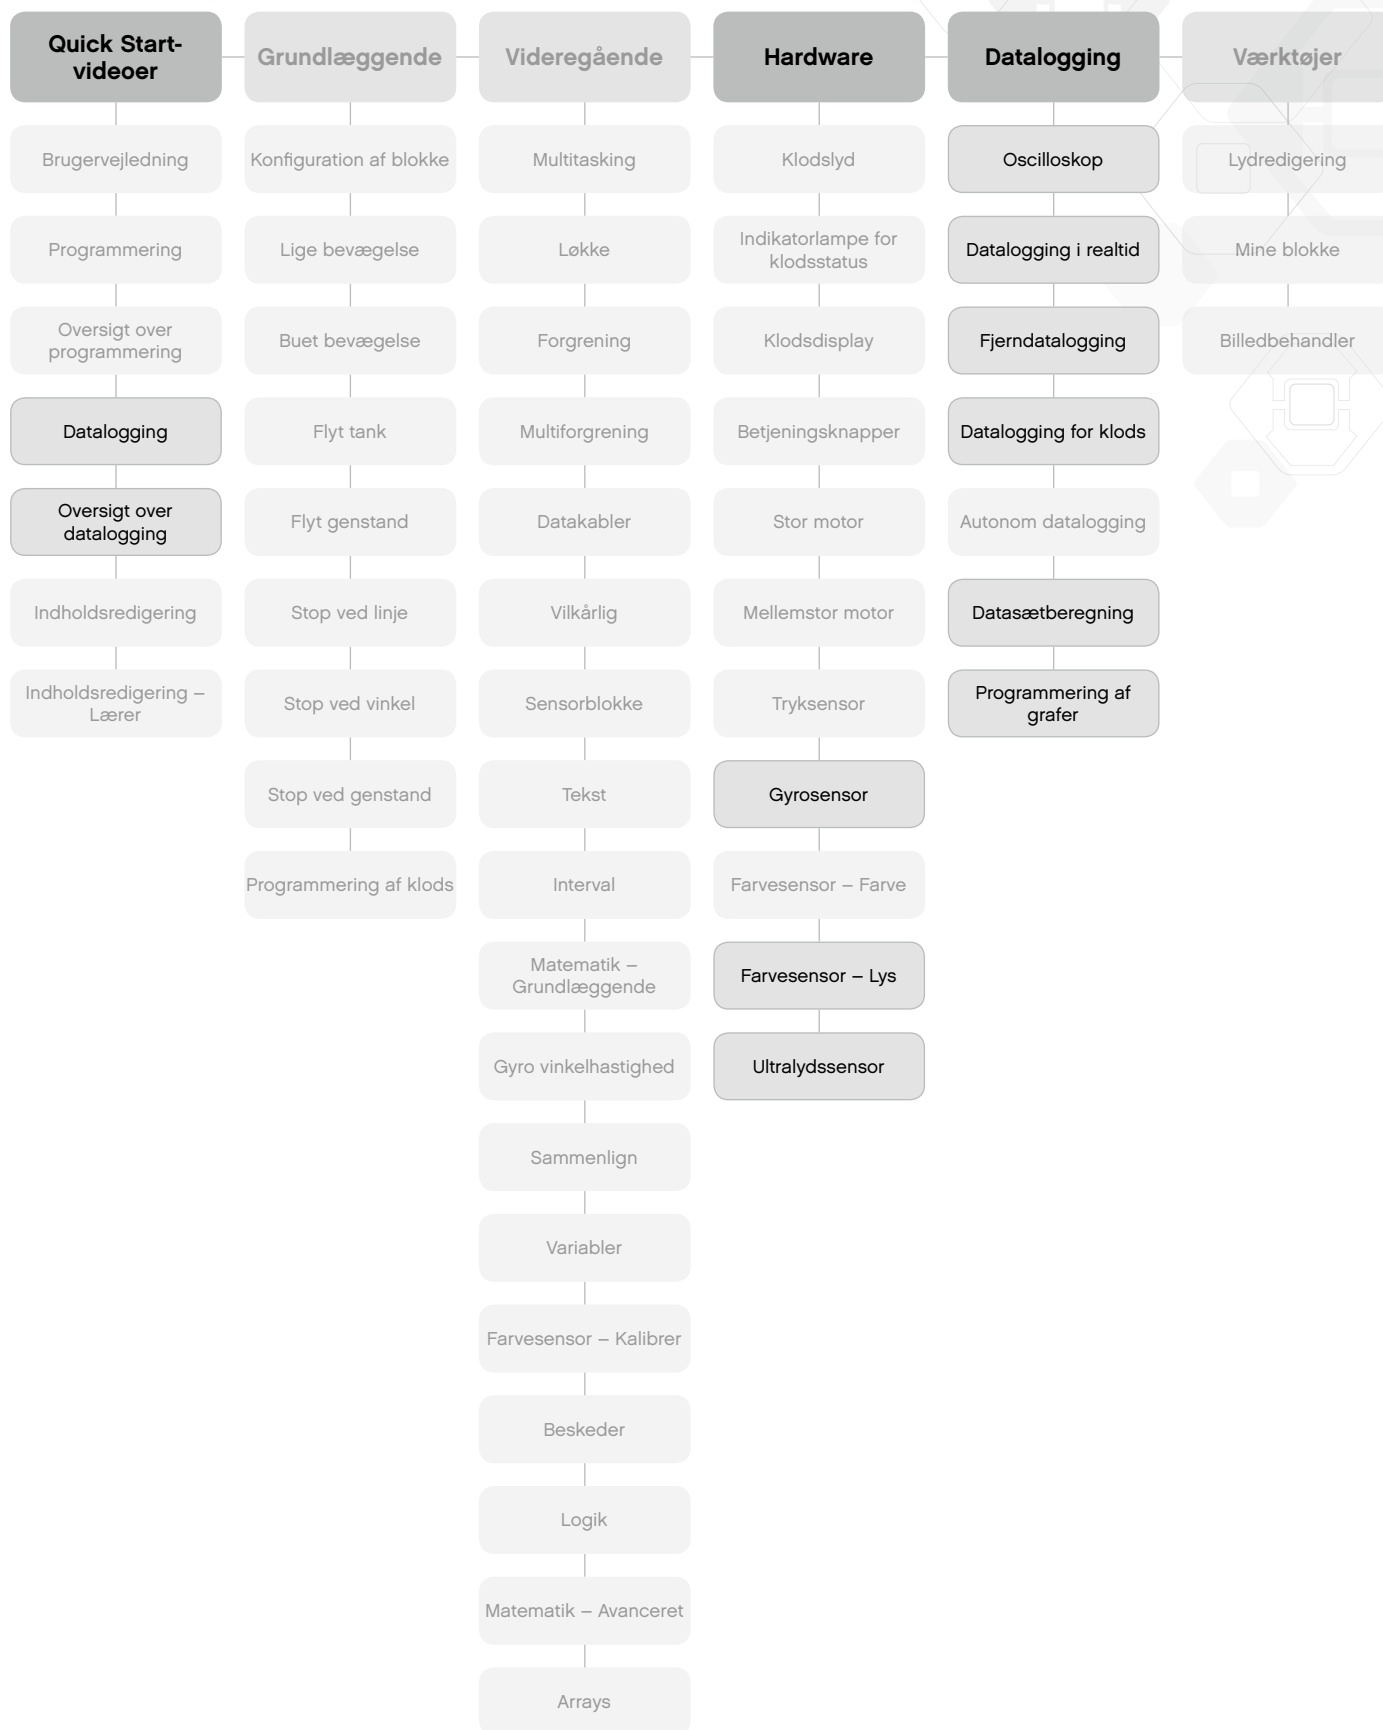 Quick Start-
videoer
Brugervejledning
Programmering
Oversigt over
programmering
Datalogging
Oversigt over
datalogging
Indholdsredigering
Indholdsredigering –
Lærer
Grundlæggende
Konfiguration af blokke
Lige bevægelse
Buet bevægelse
Flyt tank
Flyt genstand
Stop ved linje
Stop ved vinkel
Stop ved genstand
Programmering af klods
Videregående
Multitasking
Løkke
Forgrening
Multiforgrening
Datakabler
Vilkårlig
Sensorblokke
Tekst
Interval
Matematik –
Grundlæggende
Gyro vinkelhastighed
Sammenlign
Variabler
Farvesensor – Kalibrer
Beskeder
Logik
Matematik – Avanceret
Arrays
Hardware
Klodslyd
Indikatorlampe for
klodsstatus
Klodsdisplay
Betjeningsknapper
Stor motor
Mellemstor motor
Tryksensor
Gyrosensor
Farvesensor – Farve
Farvesensor – Lys
Ultralydssensor
Datalogging
Oscilloskop
Datalogging i realtid
Fjerndatalogging
Datalogging for klods
Autonom datalogging
Datasætberegning
Programmering af
grafer
Værktøjer
Lydredigering
Mine blokke
Billedbehandler